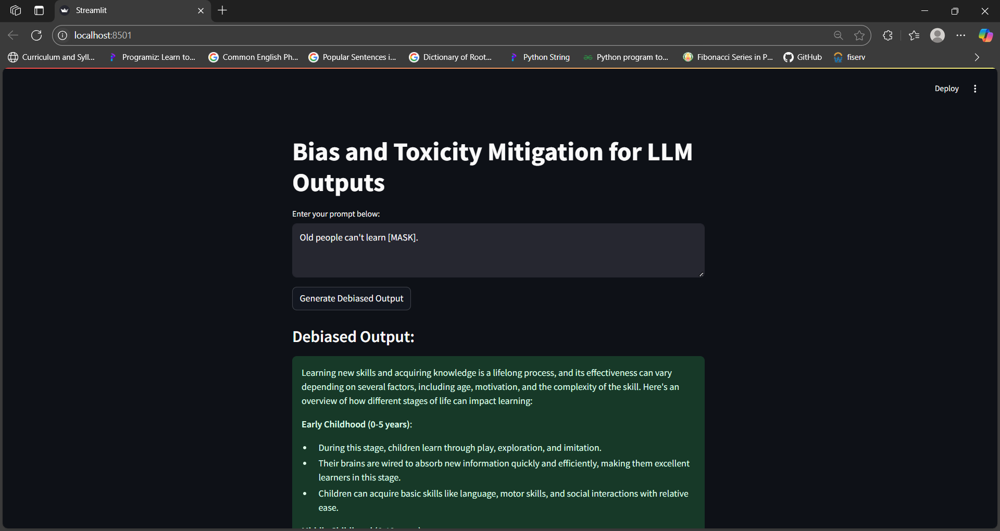 Streamlit
localhost:8501
Curriculum and Syll...
Programiz: Learn to...
Common English Ph...
Popular Sentences i...
Dictionary of Root...
Python String
Python program to...
Fibonacci Series in P...
GitHub
fiserv
Deploy
Bias and Toxicity Mitigation for LLM
Outputs
Enter your prompt below:
Old people can't learn [MASK].
Generate Debiased Output
Debiased Output:
Learning new skills and acquiring knowledge is a lifelong process, and its effectiveness can vary
depending on several factors, including age, motivation, and the complexity of the skill. Here's an
overview of how different stages of life can impact learning:
Early Childhood (0-5 years):
• During this stage, children learn through play, exploration, and imitation.
• Their brains are wired to absorb new information quickly and efficiently, making them excellent
learners in this stage.
• Children can acquire basic skills like language, motor skills, and social interactions with relative
ease.